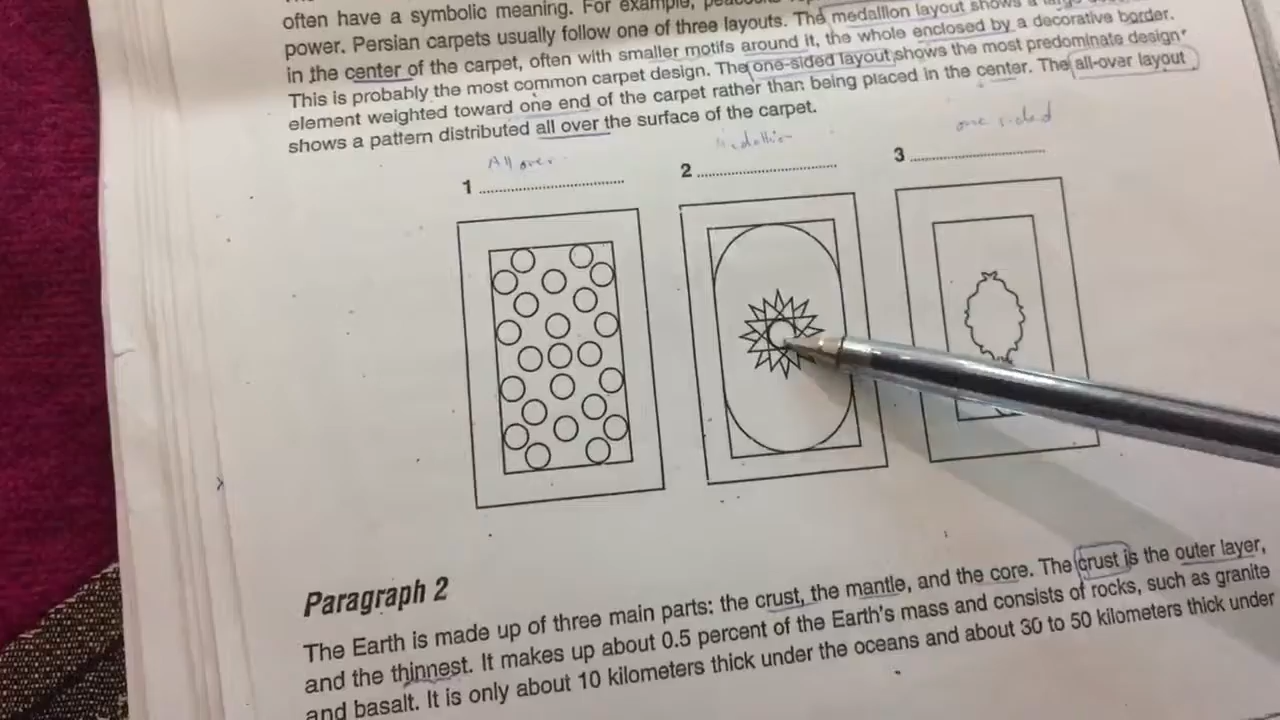 often have a symbolic meaning. For example, peacocks
power. Persian carpets usually follow one of three layouts. The medallion layout shows a
in the center of the carpet, often with smaller motifs around it, the whole enclosed by a decorative border.
This is probably the most common carpet design. The one-sided layout shows the most predominate design
element weighted toward one end of the carpet rather than being placed in the center. The all-over layout
shows a pattern distributed all over the surface of the carpet.
All over Medallion one sided
1 .......... 2 .......... 3 ..........
Paragraph 2
The Earth is made up of three main parts: the crust, the mantle, and the core. The crust is the outer layer,
and the thinnest. It makes up about 0.5 percent of the Earth's mass and consists of rocks, such as granite
and basalt. It is only about 10 kilometers thick under the oceans and about 30 to 50 kilometers thick under